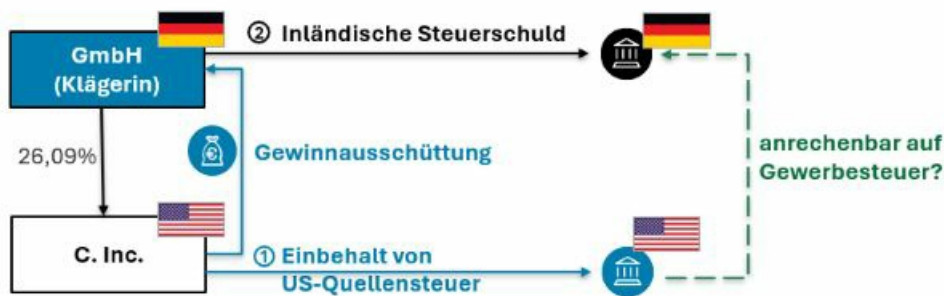 GmbH
(Klägerin)
② Inländische Steuerschuld
26,09%
€
Gewinnausschüttung
anrechenbar auf
Gewerbesteuer?
C. Inc.
① Einbehalt von
US-Quellensteuer